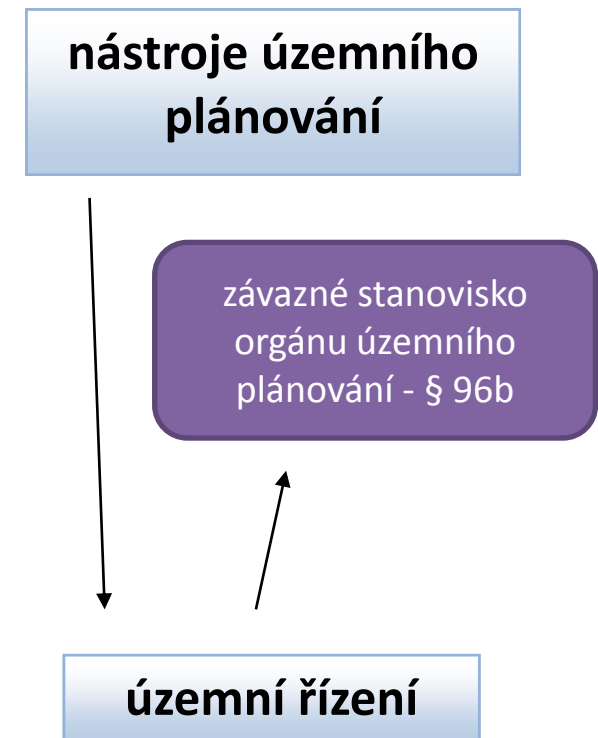 nástroje územního
plánování
závazné stanovisko
orgánu územního
plánování - § 96b
územní řízení